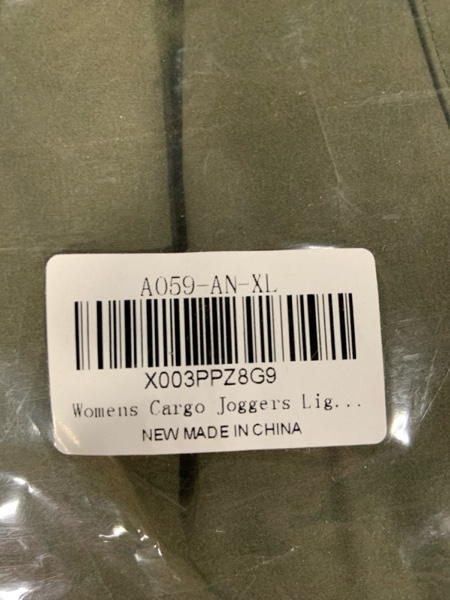 A059-AN-XL
X003PPZ8G9
Womens Cargo Joggers Lig...
NEW MADE IN CHINA